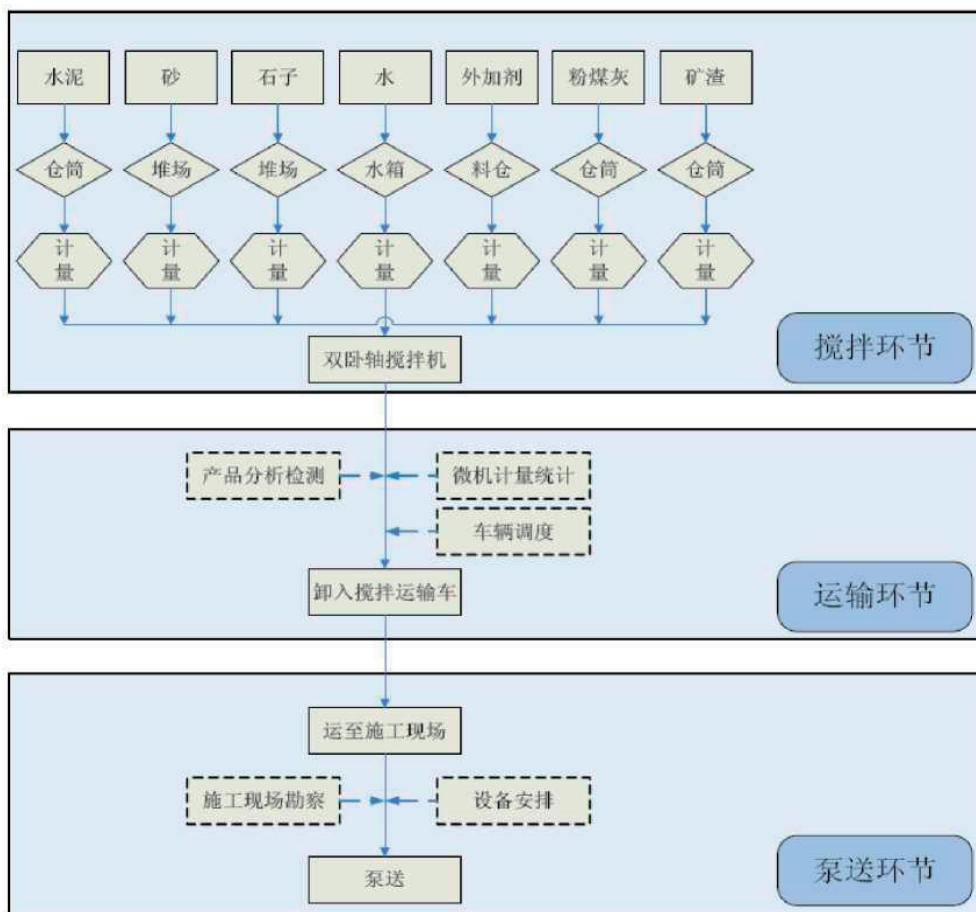 水泥
砂
石子
水
外加剂
粉煤灰
矿渣
仓筒
堆场
堆场
水箱
料仓
仓筒
仓筒
计
量
计
量
计
量
计
量
计
量
计
量
计
量
双卧轴搅拌机
搅拌环节
产品分析检测
微机计量统计
车辆调度
卸入搅拌运输车
运输环节
运至施工现场
施工现场勘察
设备安排
泵送
泵送环节